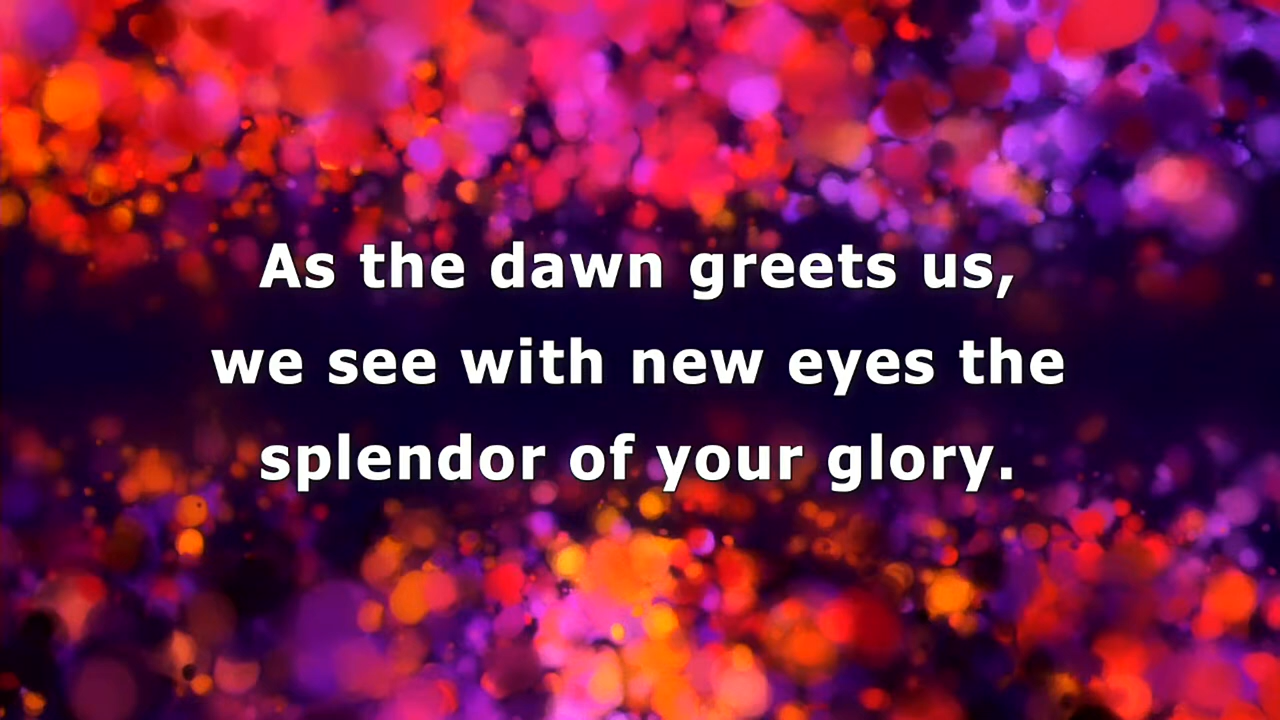 As the dawn greets us,
we see with new eyes the
splendor of your glory.